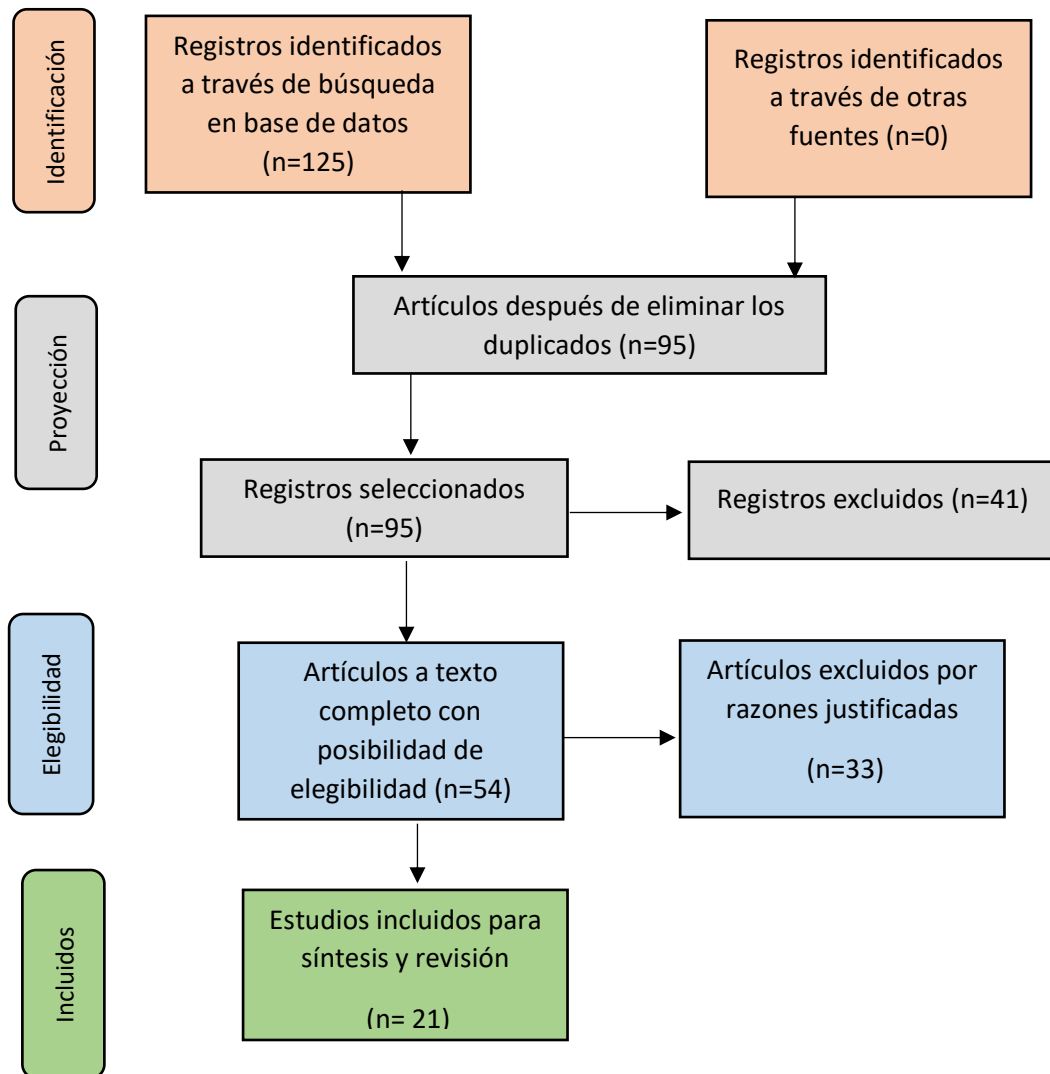 Identificación
Registros identificados
a través de búsqueda
en base de datos
(n=125)
Registros identificados
a través de otras
fuentes (n=0)
Proyección
Artículos después de eliminar los
duplicados (n=95)
Registros seleccionados
(n=95)
Registros excluidos (n=41)
Elegibilidad
Artículos a texto
completo con
posibilidad de
elegibilidad (n=54)
Artículos excluidos por
razones justificadas
(n=33)
Incluidos
Estudios incluidos para
síntesis y revisión
(n= 21)